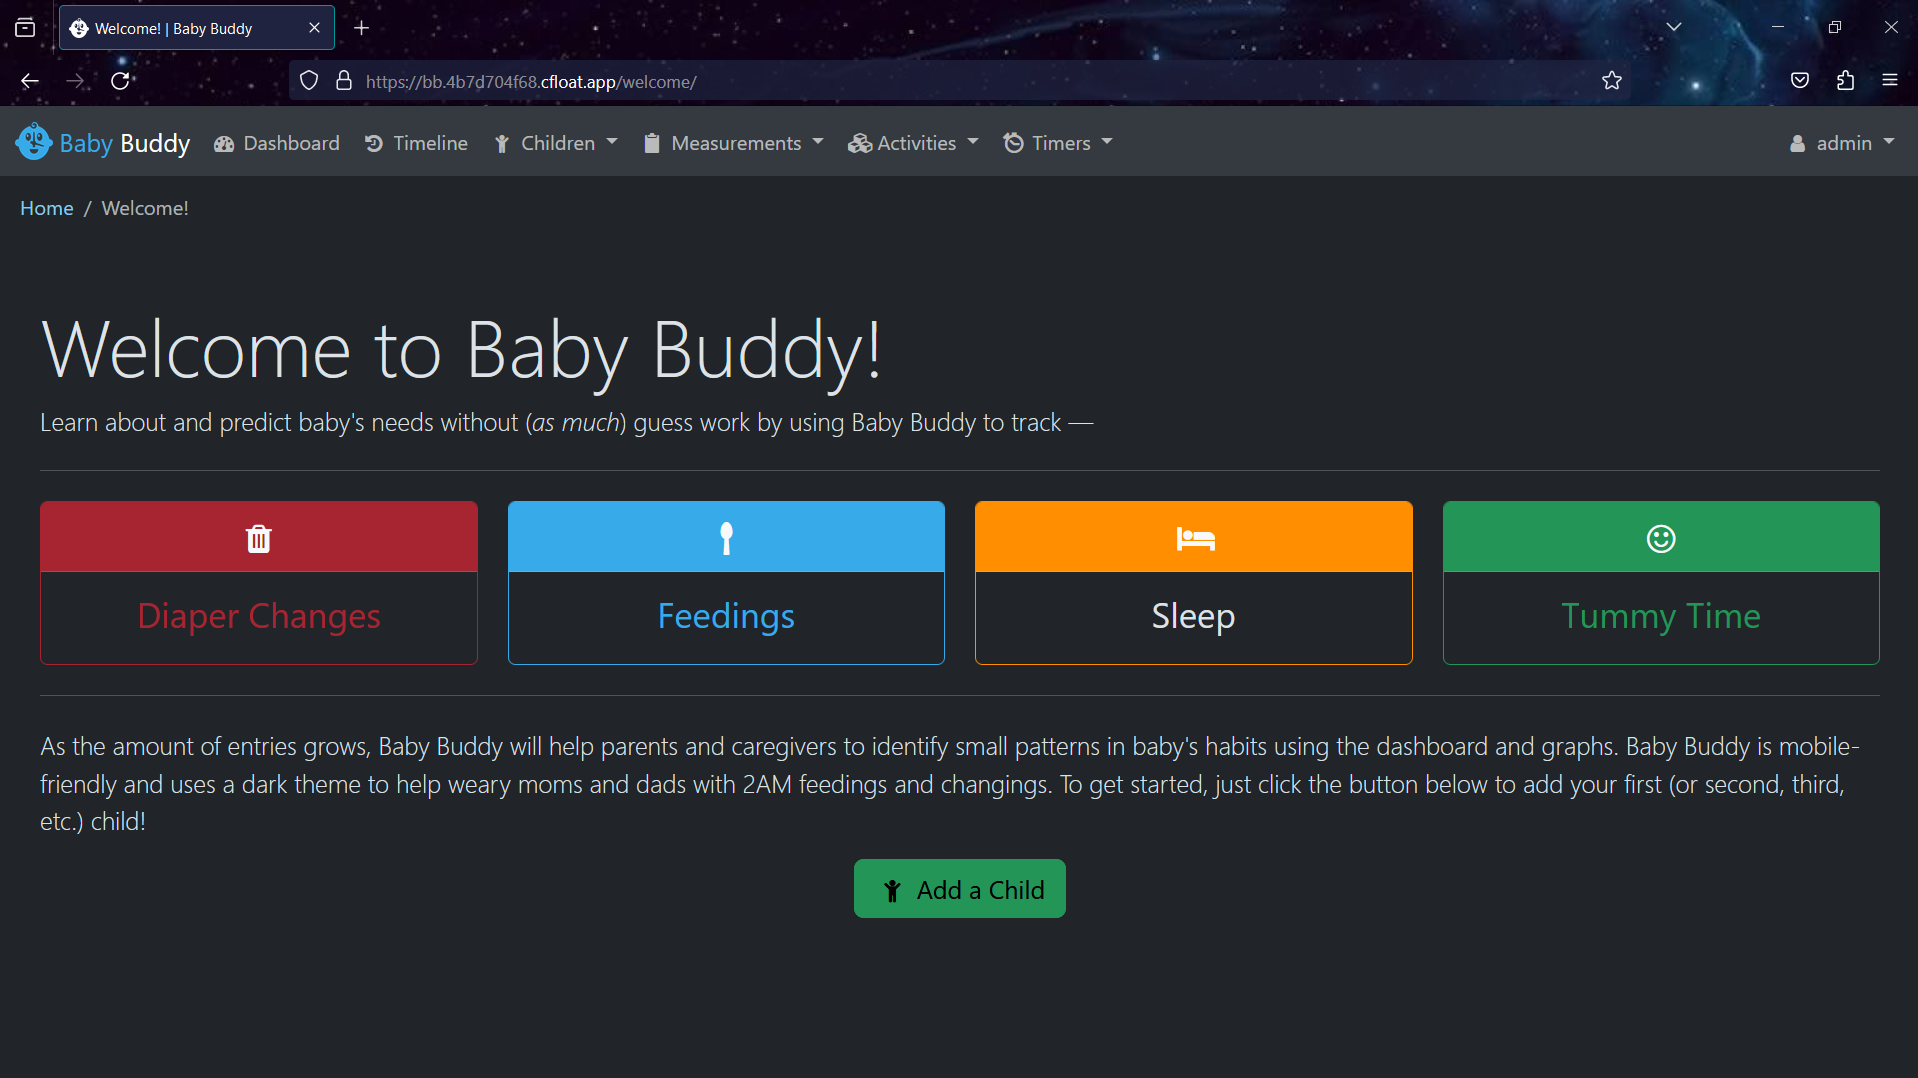 Welcome! | Baby Buddy
https://bb.4b7d704f68.cfloat.app/welcome/
Baby Buddy Dashboard Timeline Children Measurements Activities Timers admin
Home / Welcome!
Welcome to Baby Buddy!
Learn about and predict baby's needs without (as much) guess work by using Baby Buddy to track —
Diaper Changes Feedings Sleep Tummy Time
As the amount of entries grows, Baby Buddy will help parents and caregivers to identify small patterns in baby's habits using the dashboard and graphs. Baby Buddy is mobile-
friendly and uses a dark theme to help weary moms and dads with 2AM feedings and changings. To get started, just click the button below to add your first (or second, third,
etc.) child!
Add a Child